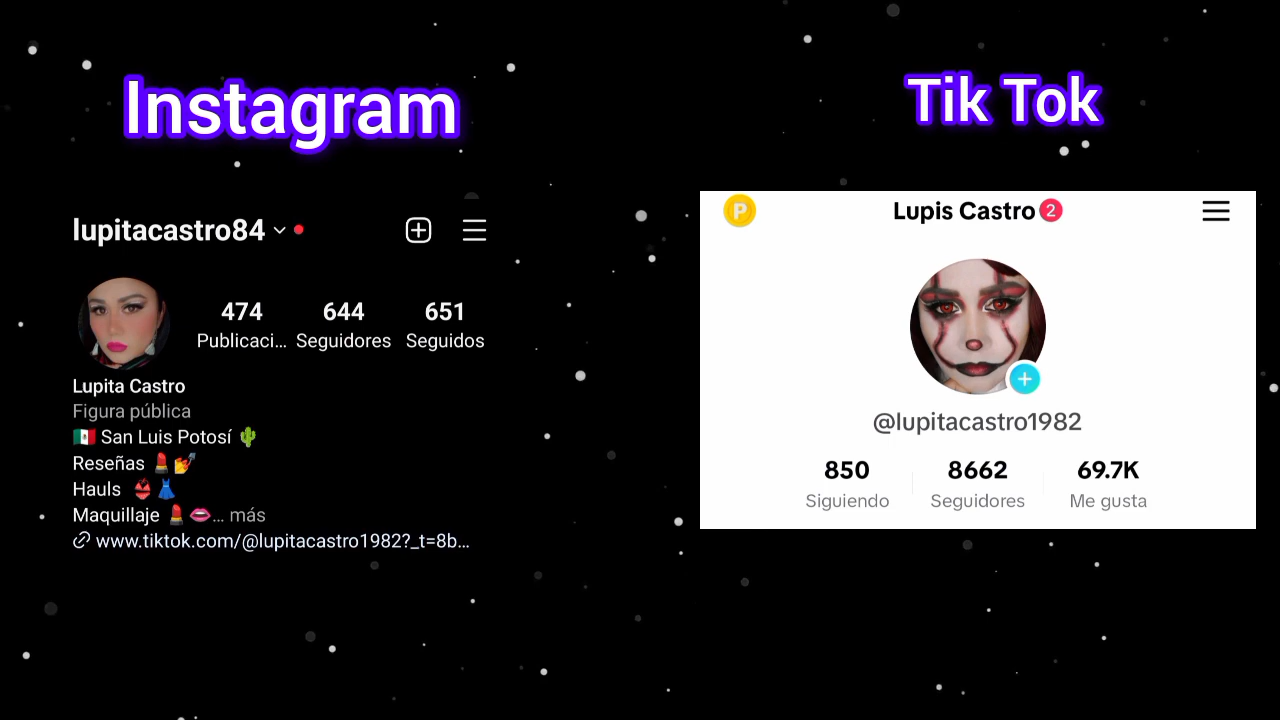 Instagram
lupitacastro84
474 644 651
Publicaci... Seguidores Seguidos
Lupita Castro
Figura pública
🇲🇽 San Luis Potosí 🌵
Reseñas 💄💅
Hauls 👙👗
Maquillaje 💄👄... más
www.tiktok.com/@lupitacastro1982?_t=8b...
Tik Tok
P
Lupis Castro 2
@lupitacastro1982
850 8662 69.7K
Siguiendo Seguidores Me gusta